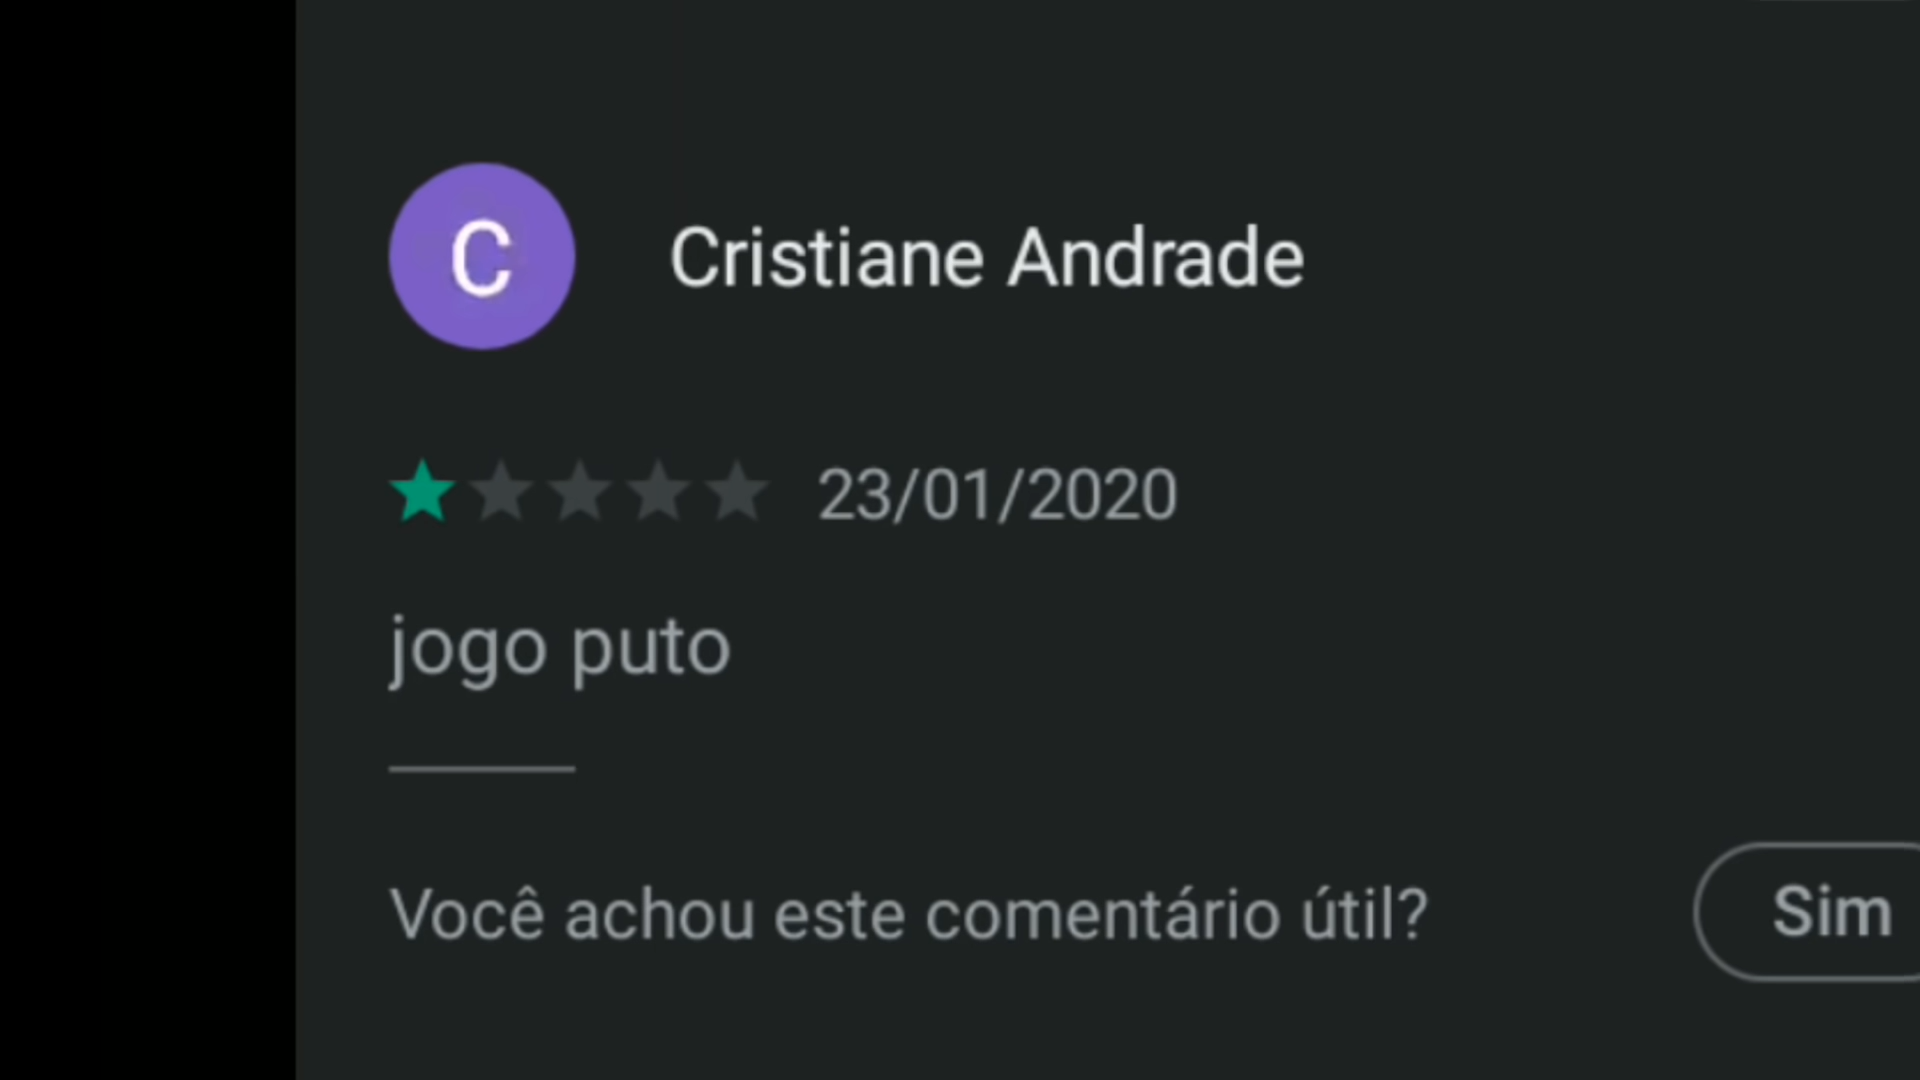 C
Cristiane Andrade
23/01/2020
jogo puto
Você achou este comentário útil?
Sim